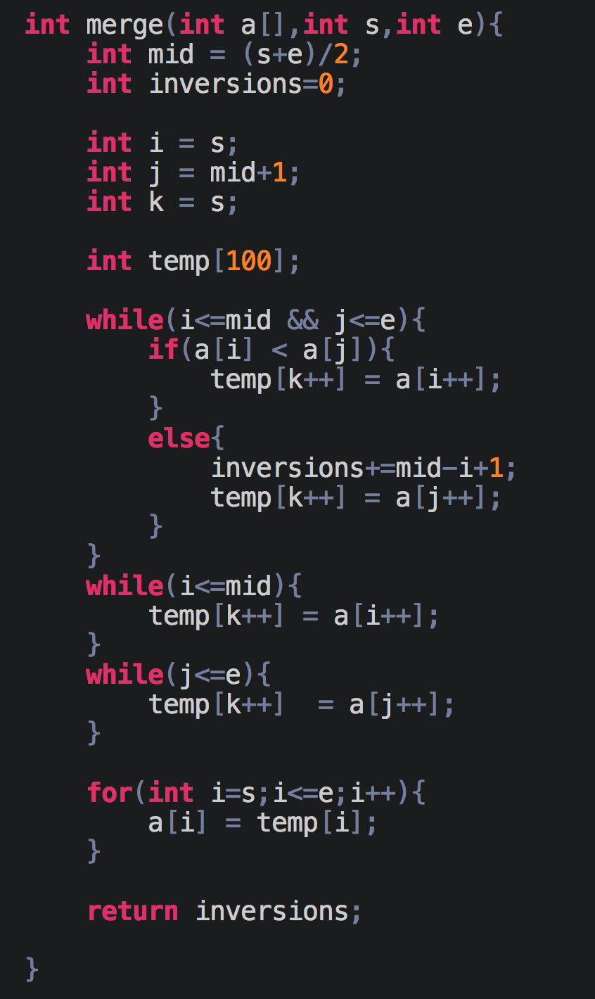 int merge(int a[],int s,int e){
    int mid = (s+e)/2;
    int inversions=0;

    int i = s;
    int j = mid+1;
    int k = s;

    int temp[100];

    while(i<=mid && j<=e){
        if(a[i] < a[j]){
            temp[k++] = a[i++];
        }
        else{
            inversions+=mid-i+1;
            temp[k++] = a[j++];
        }
    }
    while(i<=mid){
        temp[k++] = a[i++];
    }
    while(j<=e){
        temp[k++]  = a[j++];
    }

    for(int i=s;i<=e;i++){
        a[i] = temp[i];
    }

    return inversions;

}